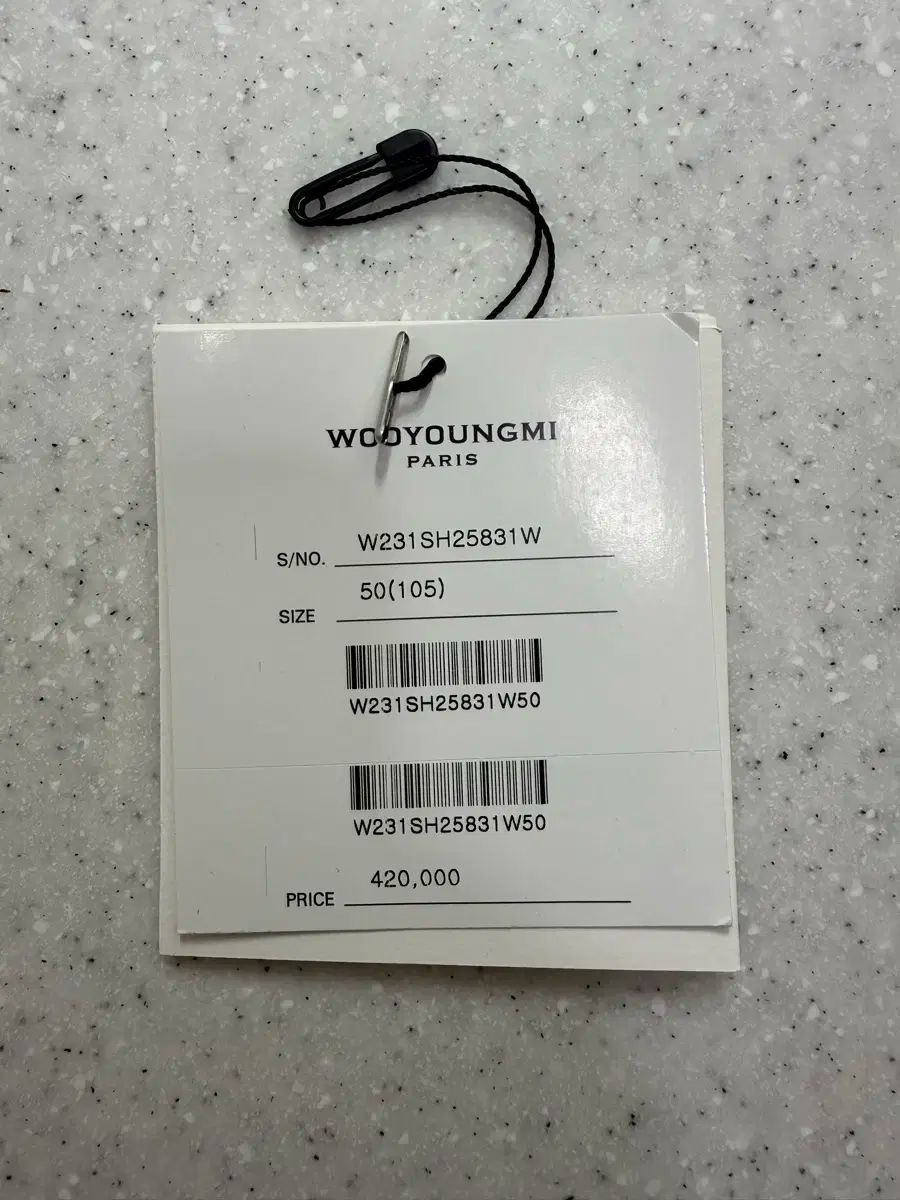 WOOYOUNGMI
PARIS
S/NO. W231SH25831W
SIZE 50(105)
W231SH25831W50
W231SH25831W50
PRICE 420,000